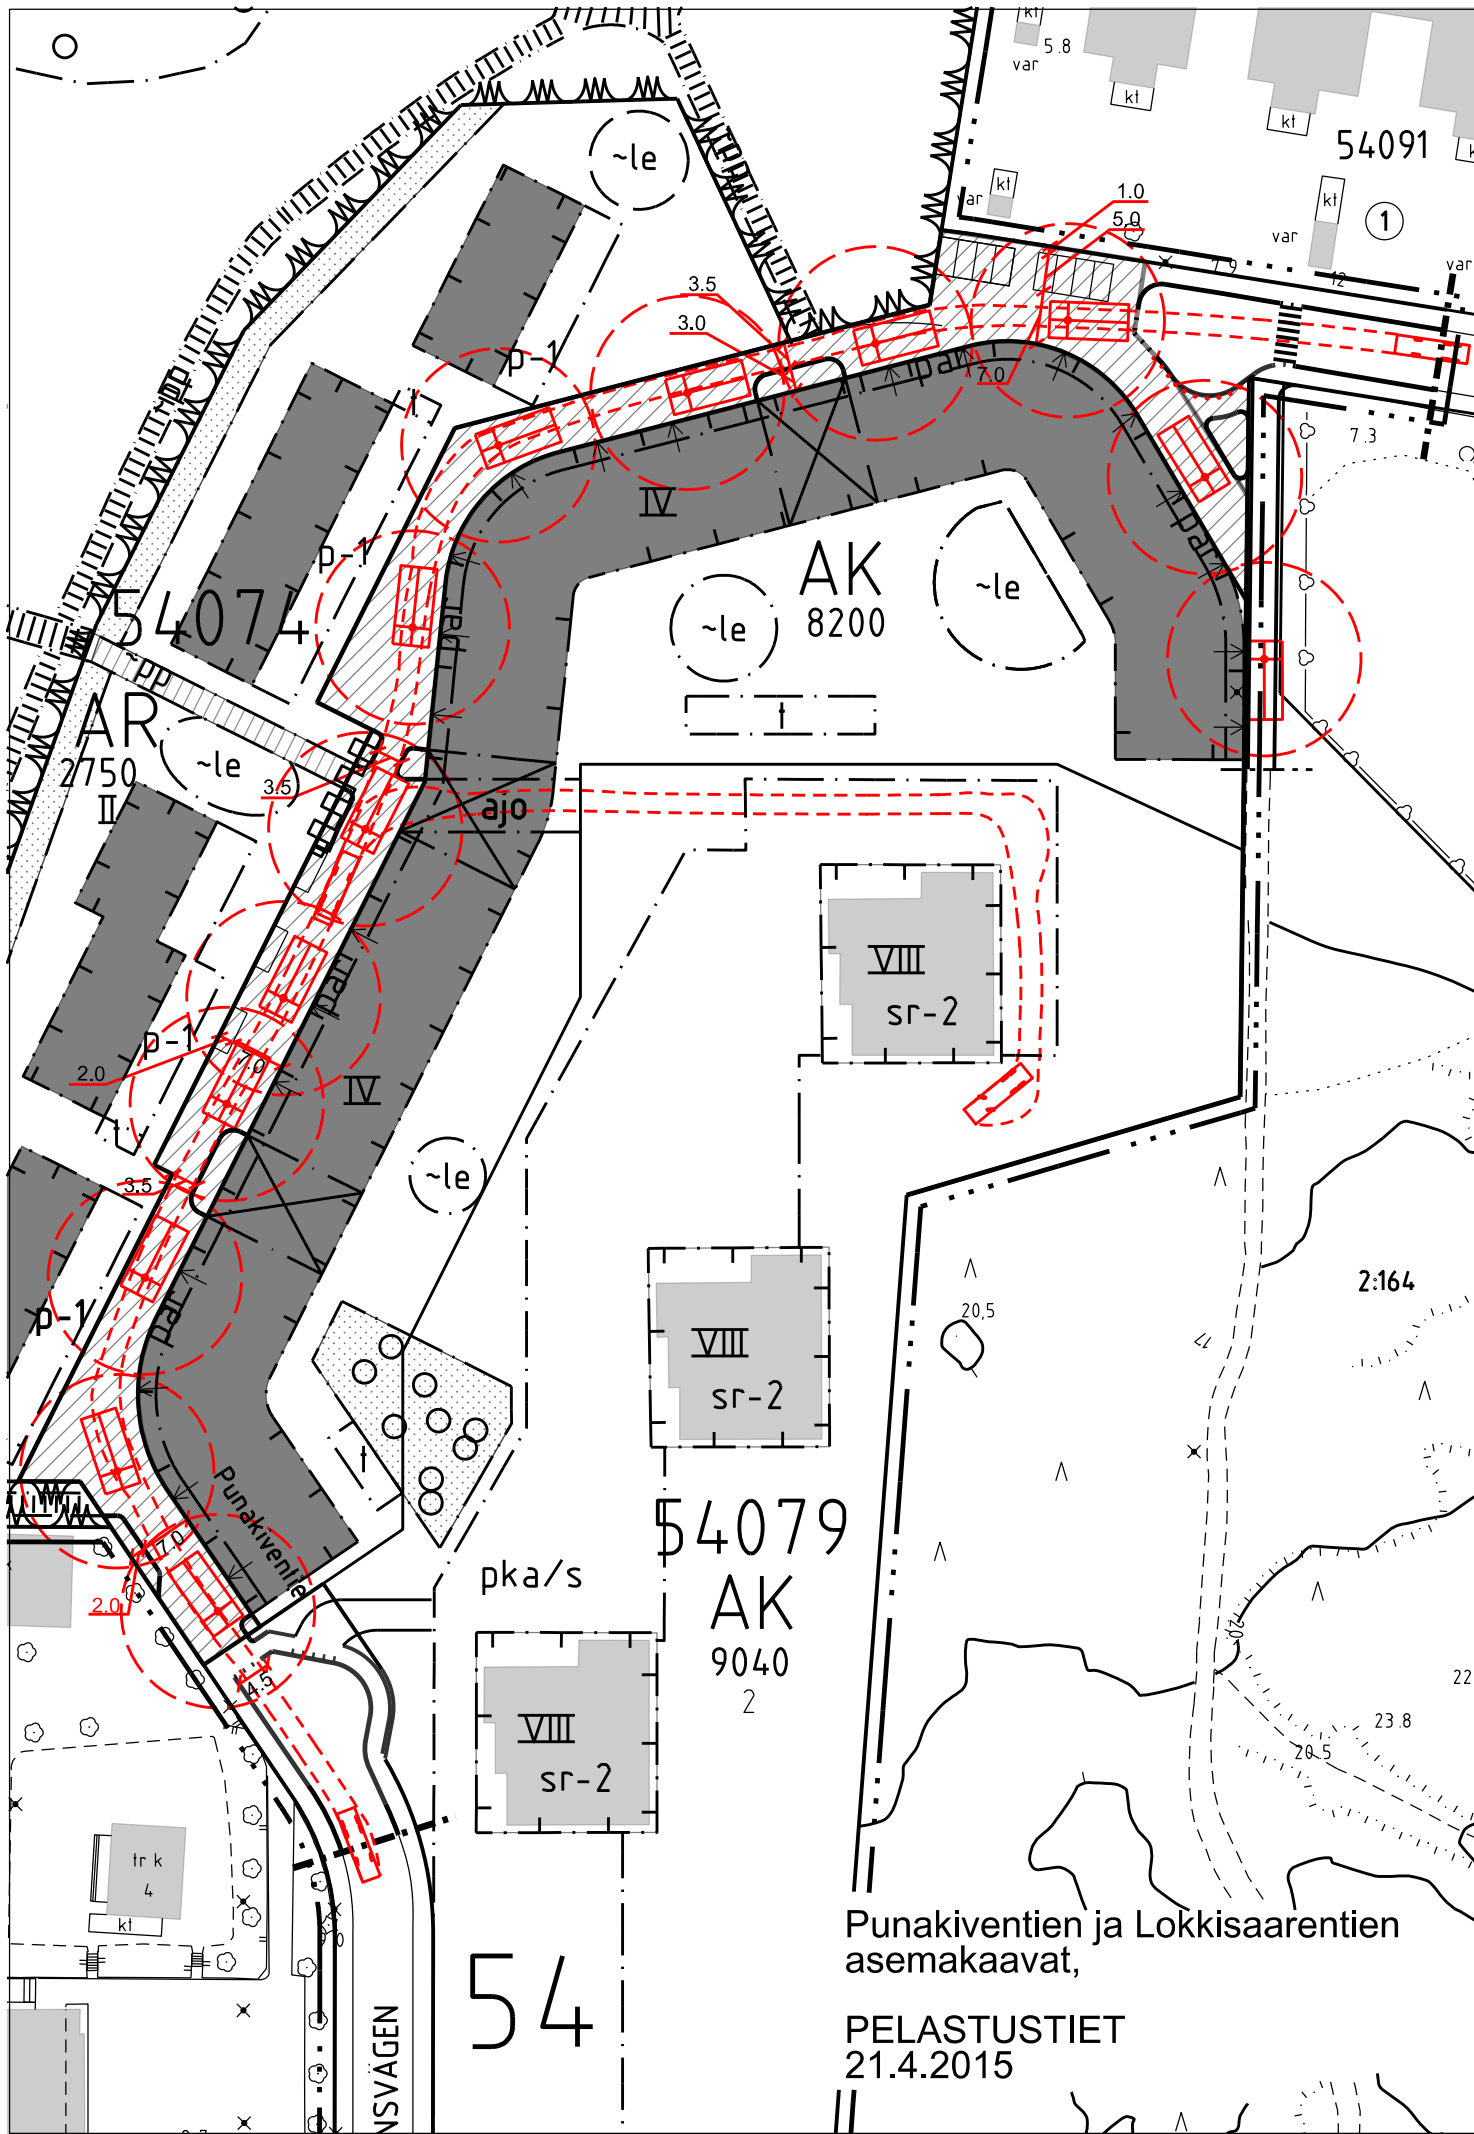 kt
5.8
var
kt
kt
54091
~le
kt
var
1.0
5.0
kt
1
var
var
7.9
12
3.5
3.0
p-1
par
7.0
7.3
IV
par
p-1
AK
8200
~le
~le
par
54074
~pp
AR
2750
II
~le
3.5
ajo
VIII
sr-2
par
p-1
7.0
2.0
IV
~le
3.5
par
p-1
20,5
2:164
VIII
sr-2
Punakiventie
7.0
2.0
54079
AK
9040
2
pka/s
4.5
VIII
sr-2
22
23.8
20.5
tr k
4
kt
Punakiventien ja Lokkisaarentien
asemakaavat,
54
NSVÄGEN
PELASTUSTIET
21.4.2015